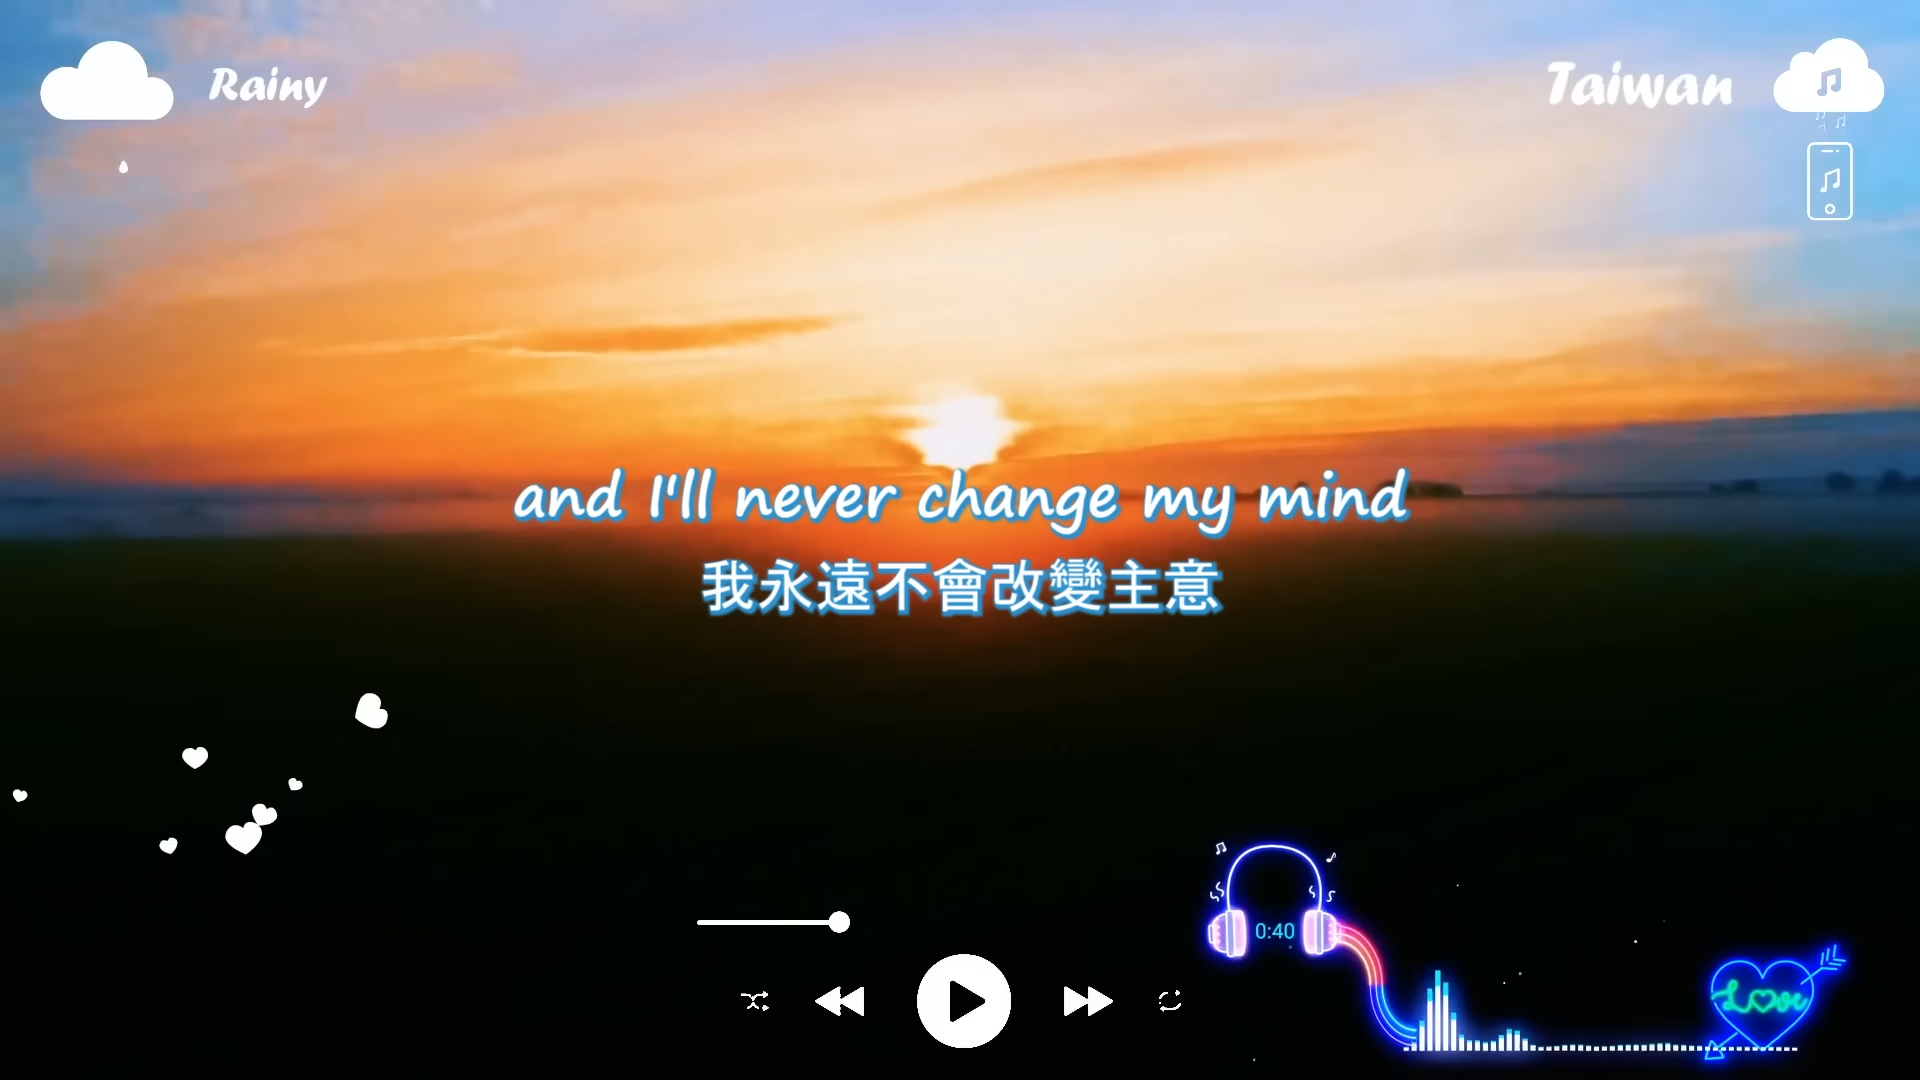 Rainy
Taiwan
and I'll never change my mind
我永遠不會改變主意
0:40
Love